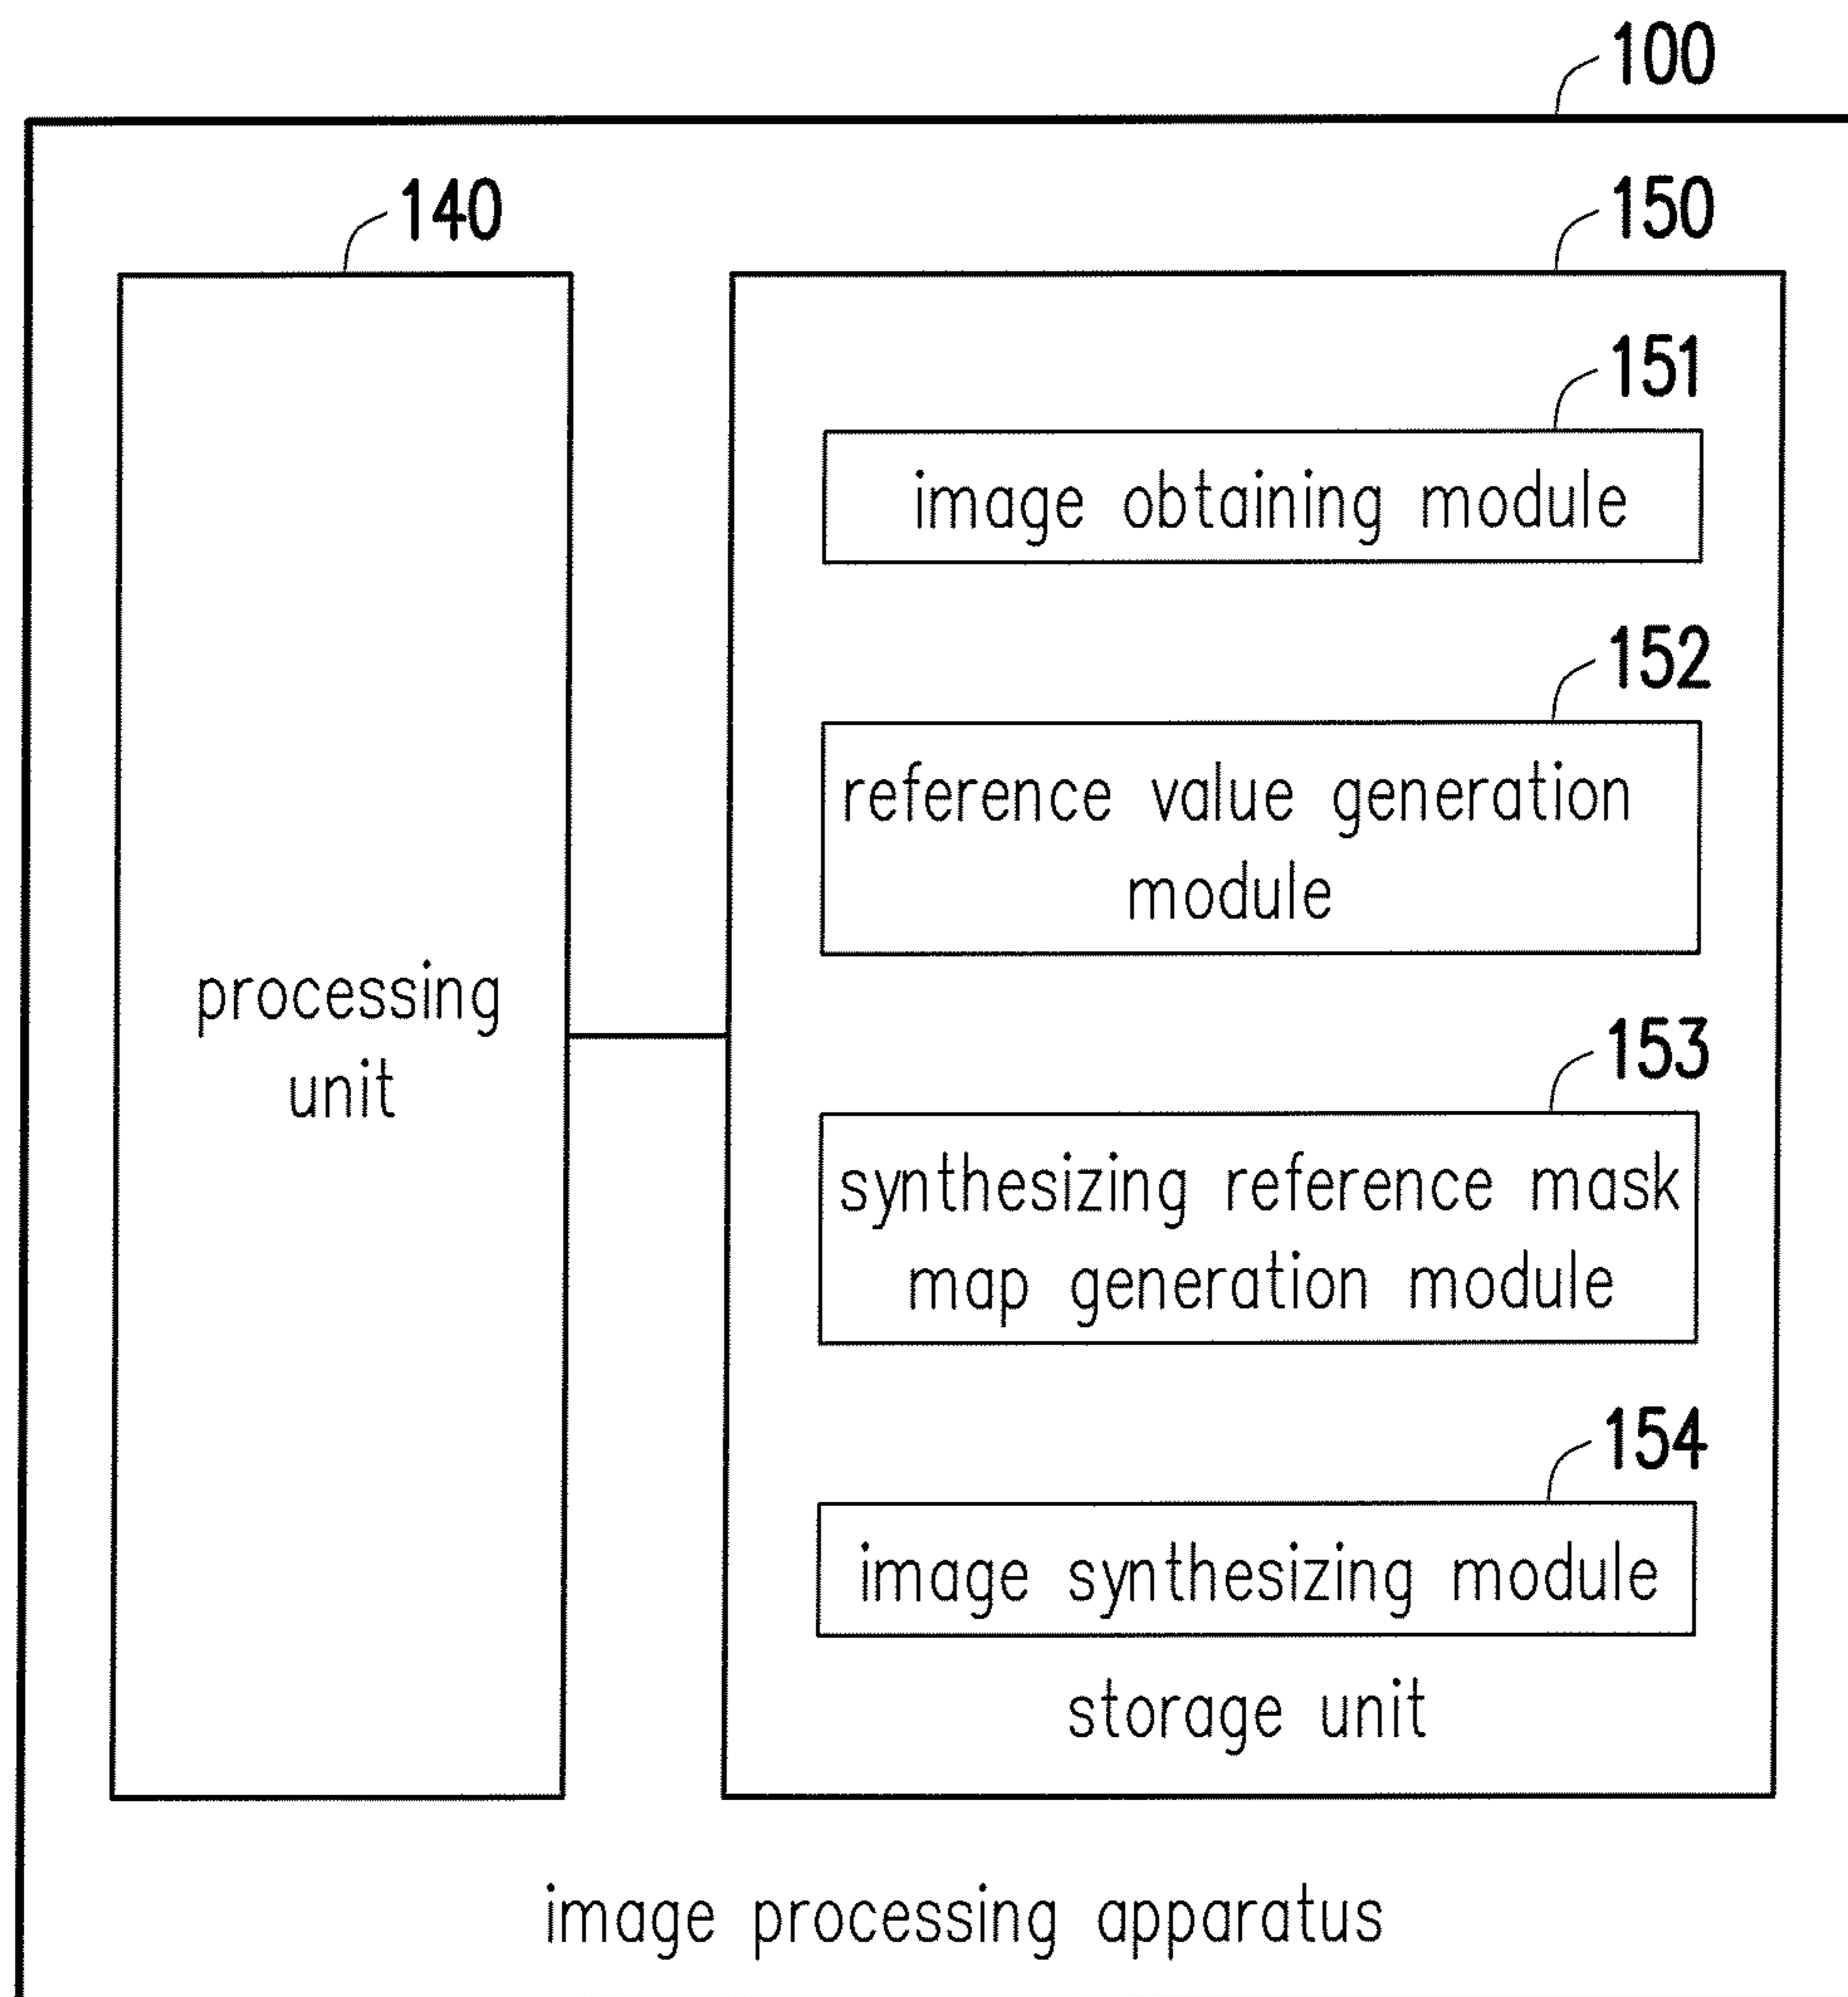 100
140
150
151
image obtaining module
152
reference value generation
module
processing
unit
153
synthesizing reference mask
map generation module
154
image synthesizing module
storage unit
image processing apparatus